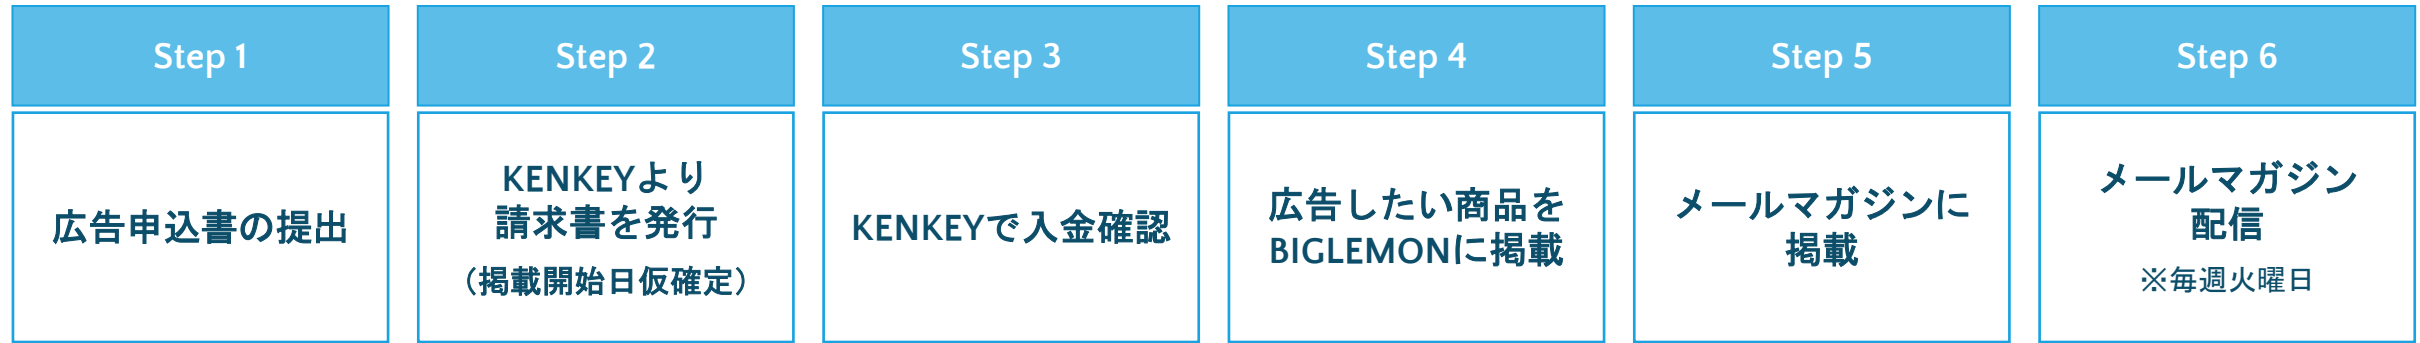 Step 1
広告申込書の提出
Step 2
KENKEYより
請求書を発行
（掲載開始日仮確定）
Step 3
KENKEYで入金確認
Step 4
広告したい商品を
BIGLEMONに掲載
Step 5
メールマガジンに
掲載
Step 6
メールマガジン
配信
※毎週火曜日